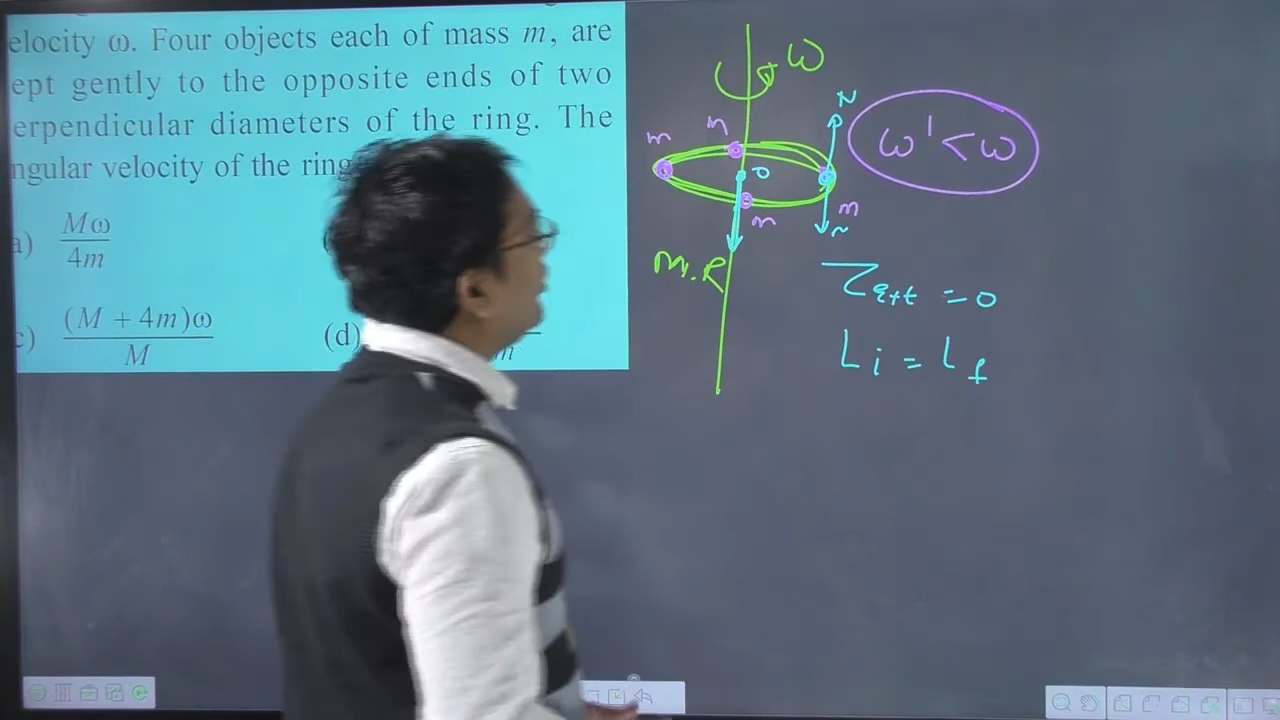 elocity ω. Four objects each of mass m, are
ept gently to the opposite ends of two
erpendicular diameters of the ring. The
ngular velocity of the ring
a) Mω/4m
c) (M + 4m)ω/M
(d)
m
ω
N
m
m
ω' < ω
o
m
m
M.R
τext = 0
Li = Lf